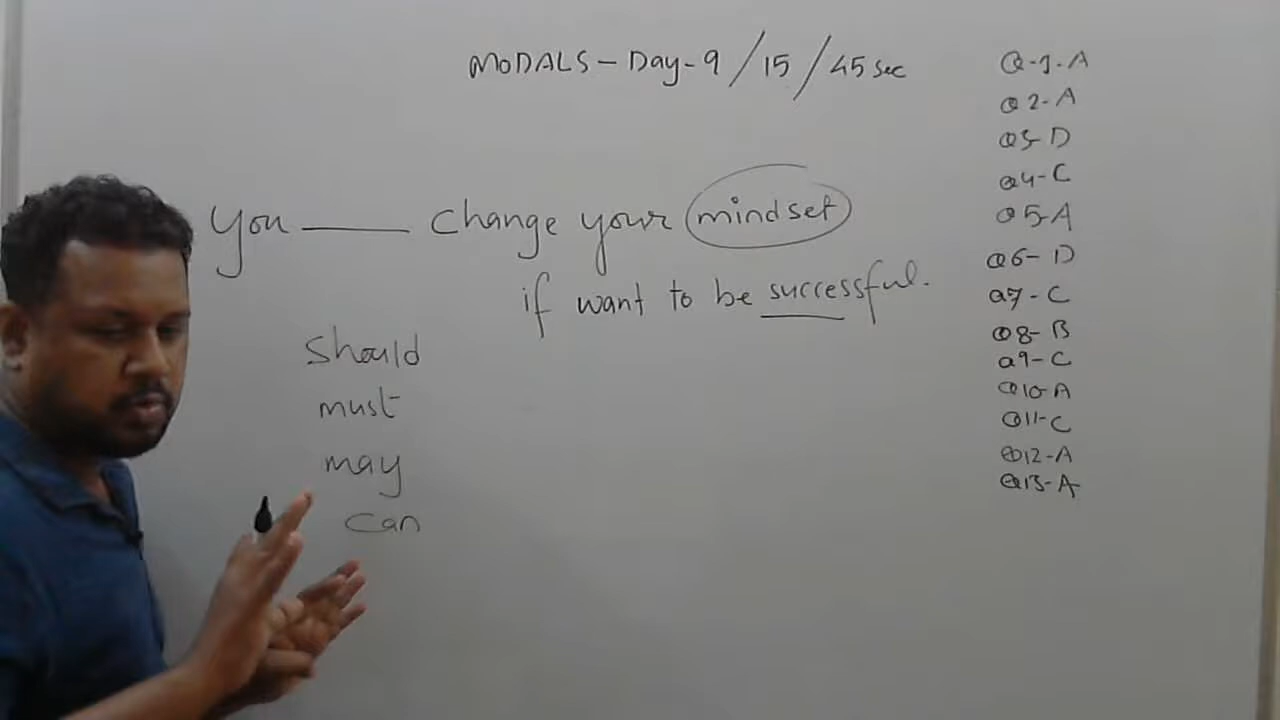 MODALS - Day - 9 / 15 / 45 sec
You ____ change your mindset
if want to be successful.
should
must
may
can
Q-1-A
Q2-A
Q3-D
Q4-C
Q5-A
Q6-D
Q7-C
Q8-B
Q9-C
Q10-A
Q11-C
Q12-A
Q13-A